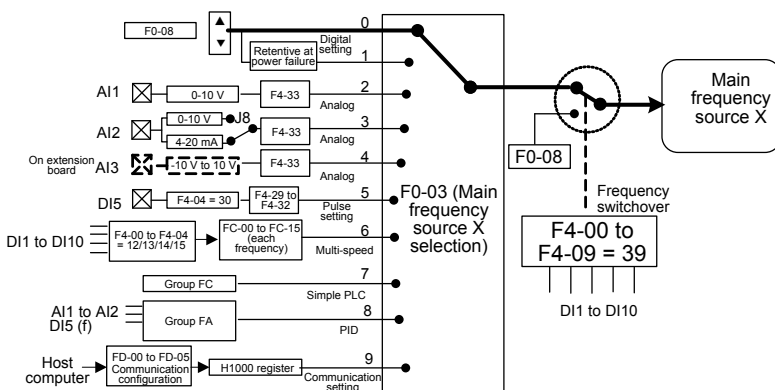 F0-08
0
Digital
setting
Retentive at
power failure
1
AI1
0-10 V
F4-33
2
Analog
AI2
0-10 V
J8
4-20 mA
F4-33
3
Analog
On extension
board
AI3
-10 V to 10 V
F4-33
4
Analog
DI5
F4-04 = 30
F4-29 to
F4-32
5
Pulse
setting
DI1 to DI10
F4-00 to F4-04
= 12/13/14/15
FC-00 to FC-15
(each
frequency)
6
Multi-speed
Group FC
7
Simple PLC
AI1 to AI2
DI5 (f)
Group FA
8
PID
Host
computer
FD-00 to FD-05
Communication
configuration
H1000 register
9
Communication
setting
F0-03 (Main
frequency
source X
selection)
F0-08
Main
frequency
source X
Frequency
switchover
F4-00 to
F4-09 = 39
DI1 to DI10